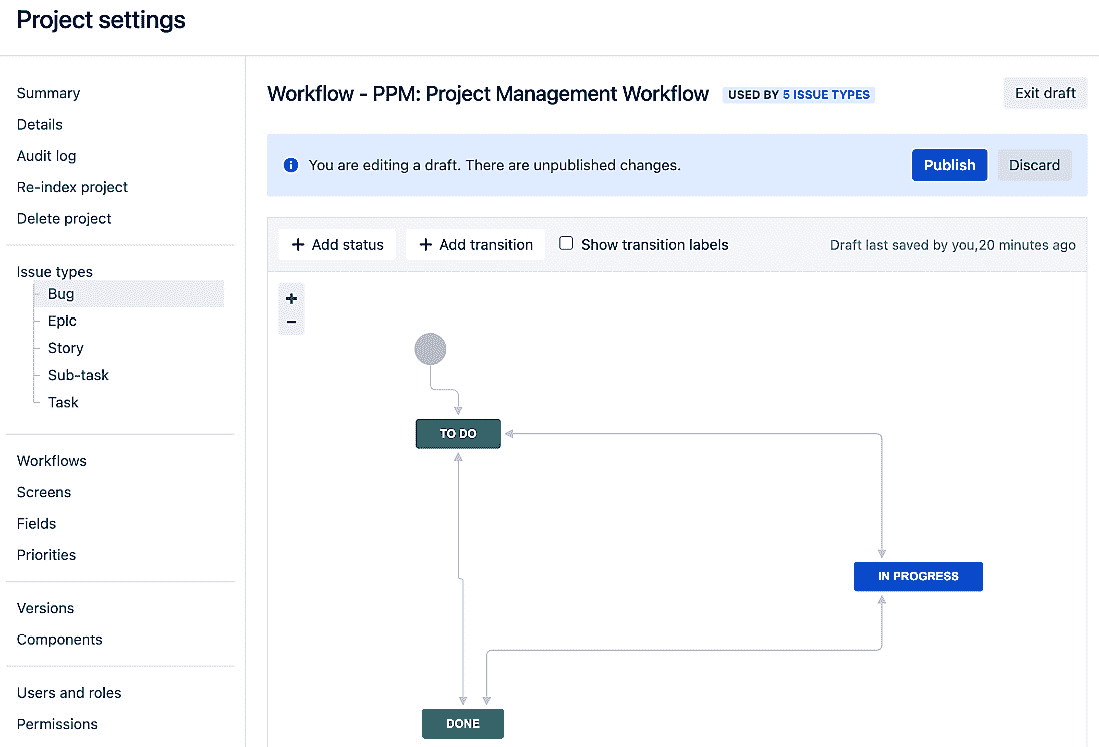 Project settings
Summary
Details
Audit log
Re-index project
Delete project
Issue types
Bug
Epic
Story
Sub-task
Task
Workflows
Screens
Fields
Priorities
Versions
Components
Users and roles
Permissions
Workflow - PPM: Project Management Workflow USED BY 5 ISSUE TYPES Exit draft
You are editing a draft. There are unpublished changes. Publish Discard
+ Add status + Add transition Show transition labels Draft last saved by you,20 minutes ago
+
−
TO DO
IN PROGRESS
DONE